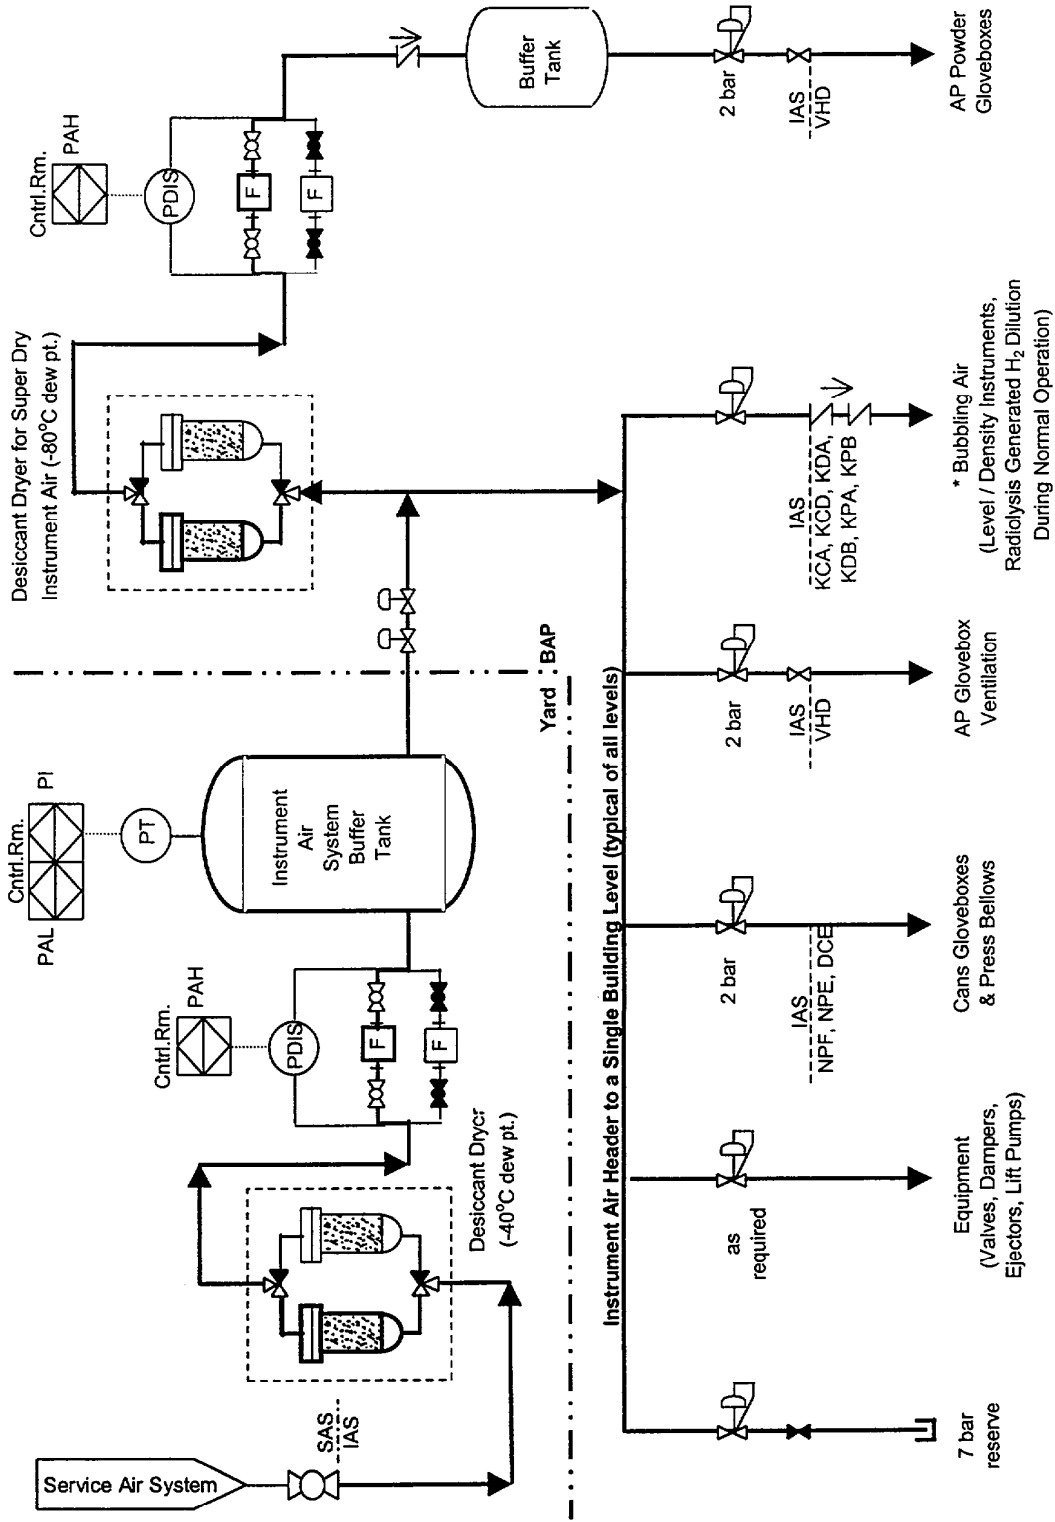 Service Air System
SAS
IAS
Desiccant Dryer
(-40°C dew pt.)
Cntrl.Rm.
PAH
PDIS
F
F
Cntrl.Rm.
PAL
PI
PT
Instrument
Air
System
Buffer
Tank
Yard
BAP
Desiccant Dryer for Super Dry
Instrument Air (-80°C dew pt.)
Cntrl.Rm.
PAH
PDIS
F
F
Buffer
Tank
2 bar
IAS
VHD
AP Powder
Gloveboxes
Instrument Air Header to a Single Building Level (typical of all levels)
7 bar
reserve
as
required
Equipment
(Valves, Dampers,
Ejectors, Lift Pumps)
2 bar
IAS
NPF, NPE, DCE
Cans Gloveboxes
& Press Bellows
2 bar
IAS
VHD
AP Glovebox
Ventilation
IAS
KCA, KCD, KDA,
KDB, KPA, KPB
* Bubbling Air
(Level / Density Instruments,
Radiolysis Generated H₂ Dilution
During Normal Operation)